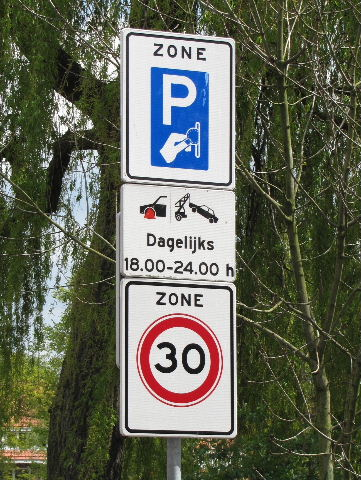 ZONE
P
Dagelijks
18.00-24.00 h
ZONE
30